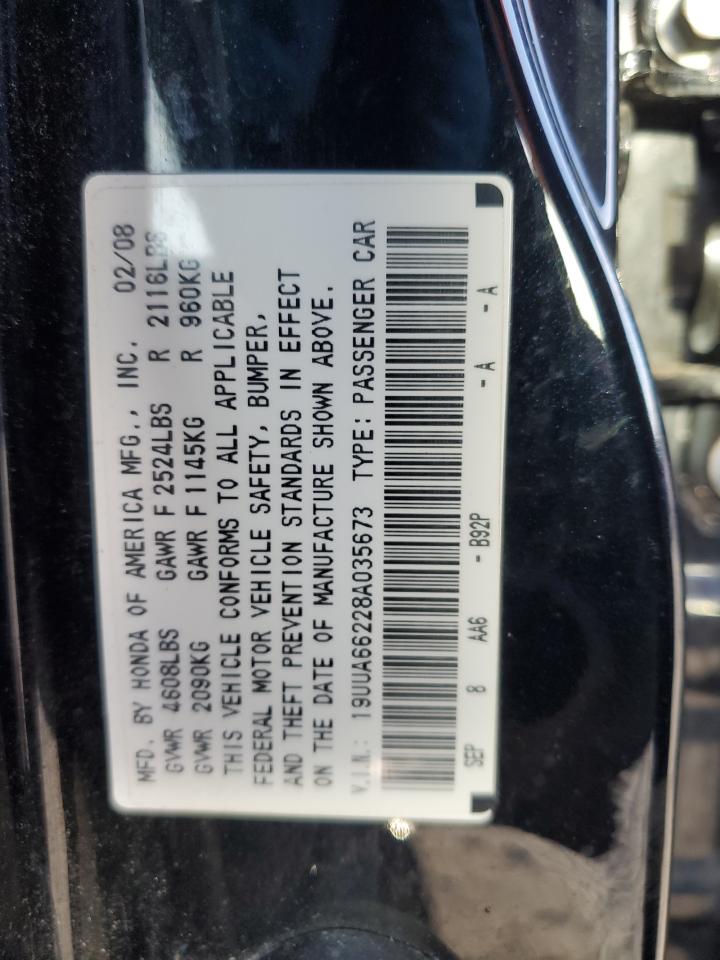 MFD. BY HONDA OF AMERICA MFG., INC. 02/08
GVWR 4608LBS GAWR F 2524LBS R 2116LBS
GVWR 2090KG GAWR F 1145KG R 960KG
THIS VEHICLE CONFORMS TO ALL APPLICABLE
FEDERAL MOTOR VEHICLE SAFETY, BUMPER,
AND THEFT PREVENTION STANDARDS IN EFFECT
ON THE DATE OF MANUFACTURE SHOWN ABOVE.
V.I.N.: 19UUA66228A035673 TYPE: PASSENGER CAR
SEP 8 AA6 - B92P - A - A